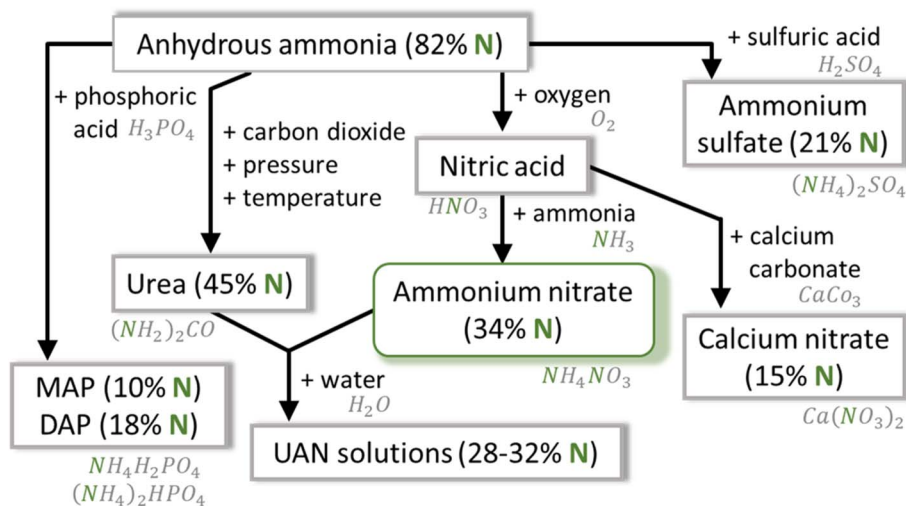 Anhydrous ammonia (82% N)
+ phosphoric
acid H₃PO₄
+ carbon dioxide
+ pressure
+ temperature
+ oxygen
O₂
+ sulfuric acid
H₂SO₄
Ammonium
sulfate (21% N)
(NH₄)₂SO₄
Nitric acid
HNO₃
+ ammonia
NH₃
+ calcium
carbonate
CaCo₃
Urea (45% N)
(NH₂)₂CO
Ammonium nitrate
(34% N)
NH₄NO₃
Calcium nitrate
(15% N)
Ca(NO₃)₂
MAP (10% N)
DAP (18% N)
NH₄H₂PO₄
(NH₄)₂HPO₄
+ water
H₂O
UAN solutions (28-32% N)